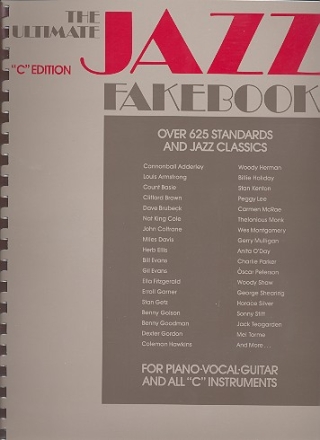 THE
ULTIMATE
JAZZ
"C" EDITION
FAKEBOOK
OVER 625 STANDARDS
AND JAZZ CLASSICS
Cannonball Adderley
Louis Armstrong
Count Basie
Clifford Brown
Dave Brubeck
Nat King Cole
John Coltrane
Miles Davis
Herb Ellis
Bill Evans
Gil Evans
Ella Fitzgerald
Erroll Garner
Stan Getz
Benny Golson
Benny Goodman
Dexter Gordon
Coleman Hawkins
Woody Herman
Billie Holiday
Stan Kenton
Peggy Lee
Carmen McRae
Thelonious Monk
Wes Montgomery
Gerry Mulligan
Anita O'Day
Charlie Parker
Oscar Peterson
Woody Shaw
George Shearing
Horace Silver
Sonny Stitt
Jack Teagarden
Mel Torme
And More . . .
FOR PIANO•VOCAL•GUITAR
AND ALL "C" INSTRUMENTS